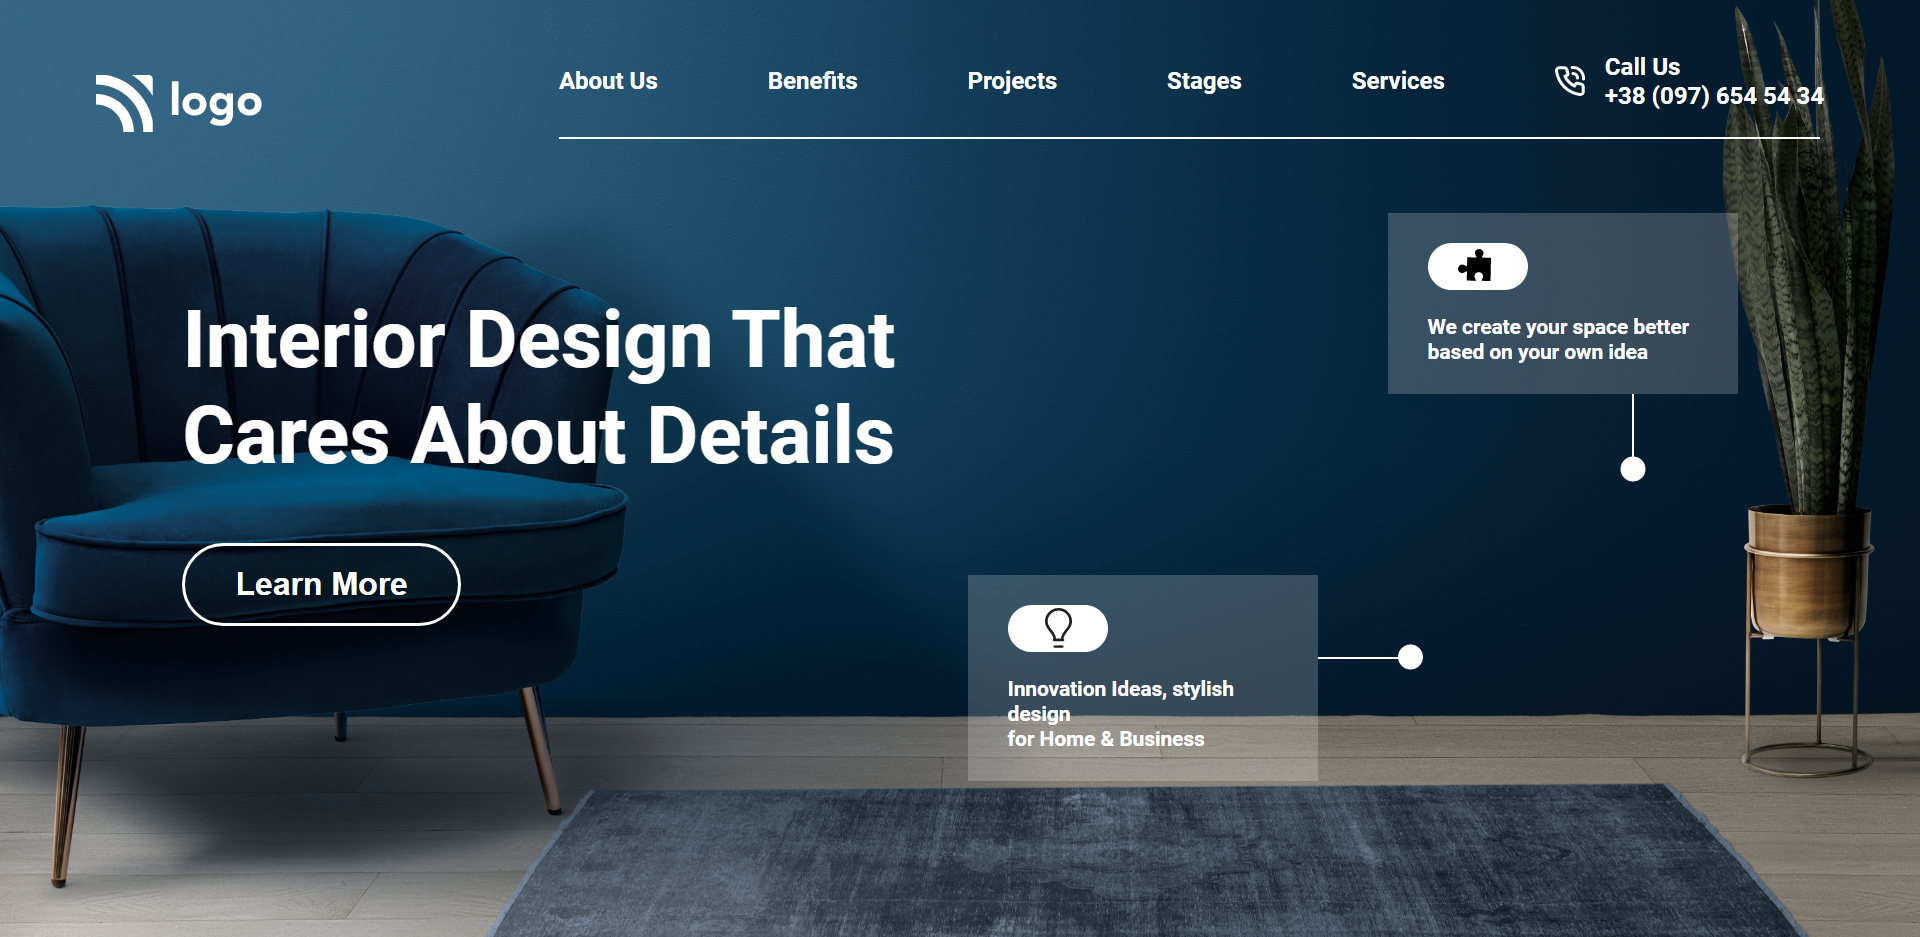 logo
About Us
Benefits
Projects
Stages
Services
Call Us
+38 (097) 654 54 34
Interior Design That
Cares About Details
Learn More
We create your space better
based on your own idea
Innovation Ideas, stylish
design
for Home & Business